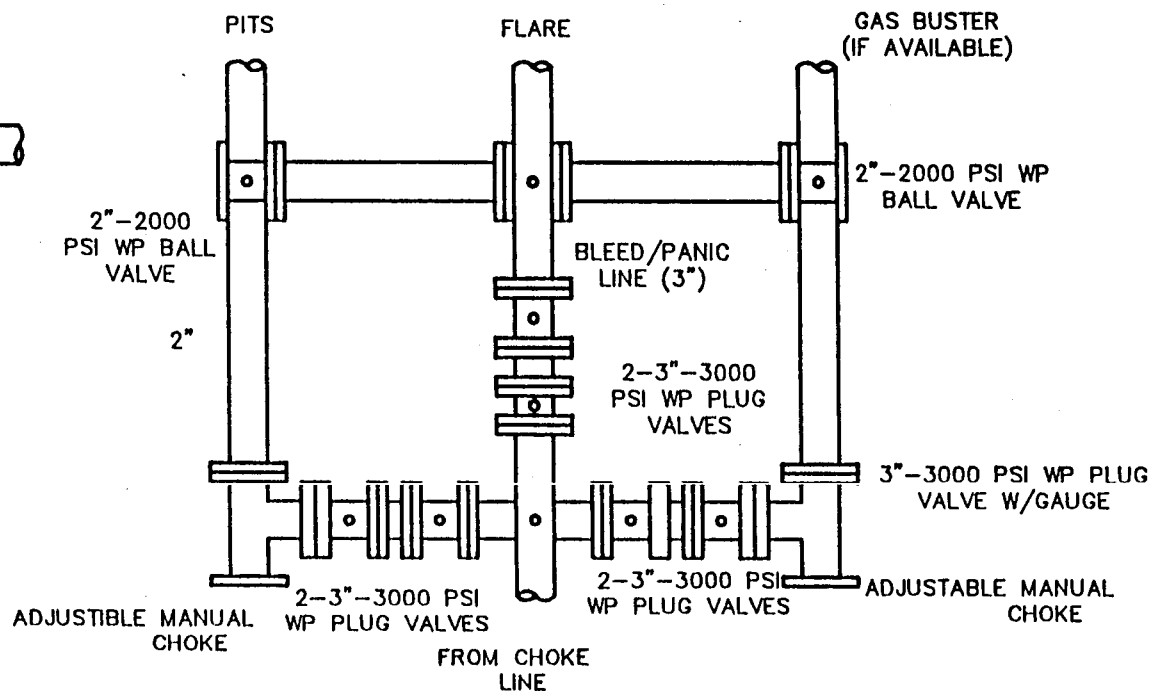 PITS
FLARE
GAS BUSTER
(IF AVAILABLE)
2"-2000 PSI WP
BALL VALVE
2"-2000
PSI WP BALL
VALVE
BLEED/PANIC
LINE (3")
2"
2-3"-3000
PSI WP PLUG
VALVES
3"-3000 PSI WP PLUG
VALVE W/GAUGE
2-3"-3000 PSI
WP PLUG VALVES
2-3"-3000 PSI
WP PLUG VALVES
ADJUSTIBLE MANUAL
CHOKE
ADJUSTABLE MANUAL
CHOKE
FROM CHOKE
LINE